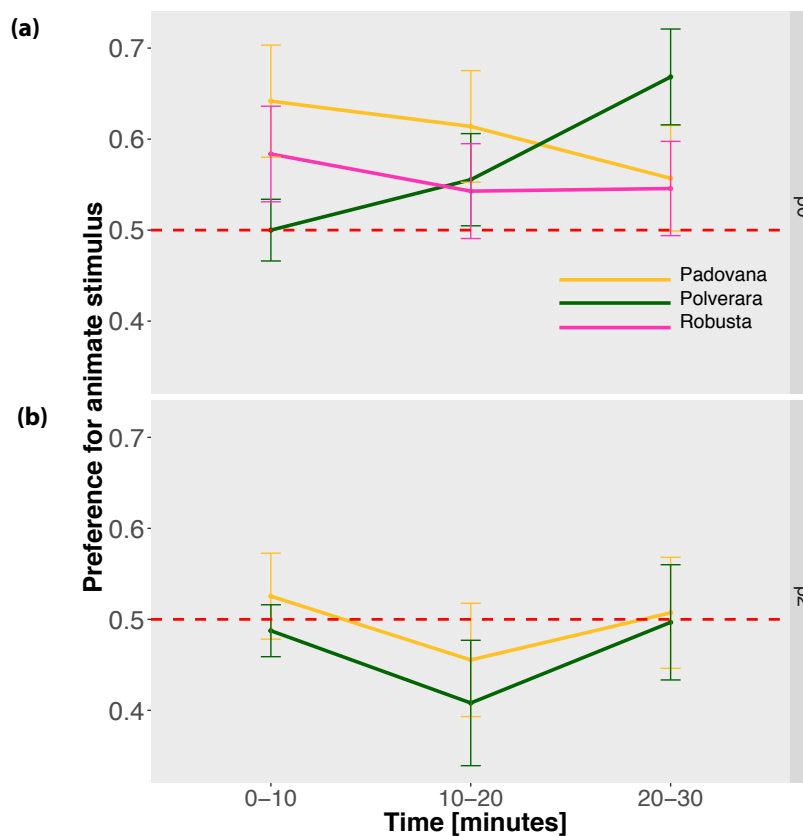 (a)
0.7
0.6
0.5
0.4
Padovana
Polverara
Robusta
(b)
0.7
0.6
0.5
0.4
Preference for animate stimulus
0–10
10–20
20–30
Time [minutes]